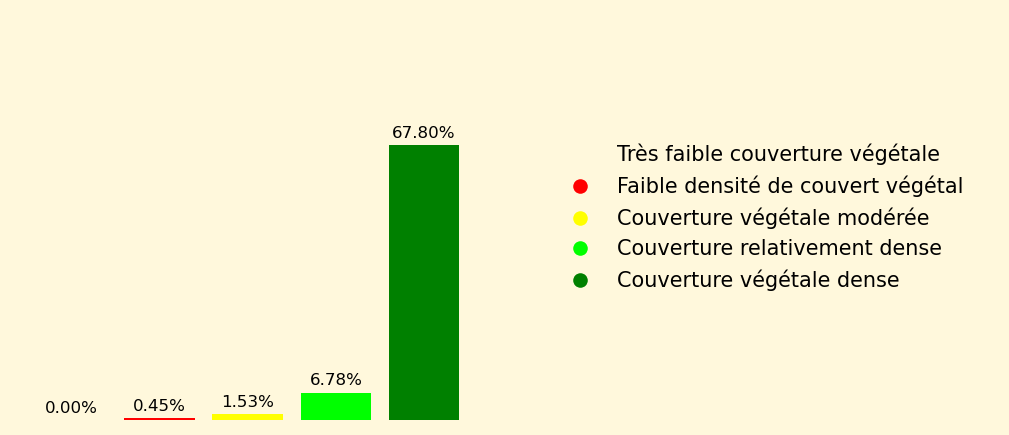 67.80%
6.78%
1.53%
0.45%
0.00%
Très faible couverture végétale
Faible densité de couvert végétal
Couverture végétale modérée
Couverture relativement dense
Couverture végétale dense